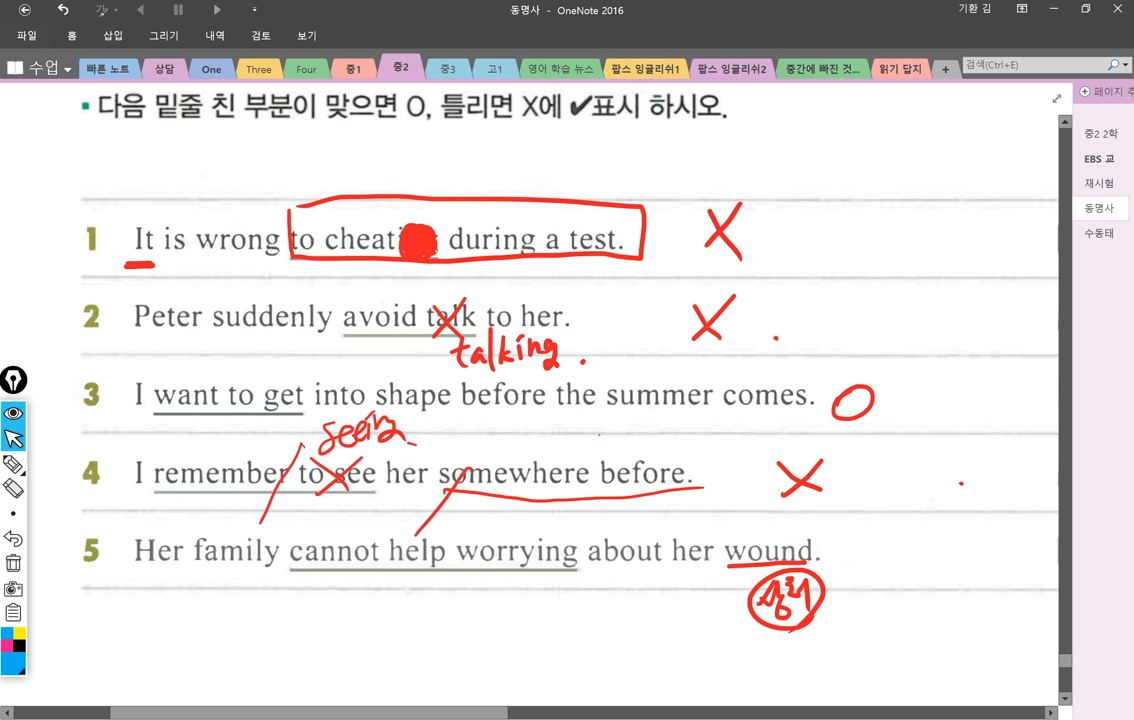 동명사 - OneNote 2016
기환 김
파일 홈 삽입 그리기 내역 검토 보기
수업 빠른 노트 상담 One Three Four 중1 중2 중3 고1 영어 학습 뉴스 팝스 잉글리쉬1 팝스 잉글리쉬2 중간에 빠진 것... 읽기 답지 + 검색(Ctrl+E)
페이지 추
▪ 다음 밑줄 친 부분이 맞으면 O, 틀리면 X에 ✔표시 하시오.
중2 2학
EBS 교
재시험
동명사
수동태
1 It is wrong to cheati during a test. X
2 Peter suddenly avoid talk to her. X
talking.
3 I want to get into shape before the summer comes. O
seeing
4 I remember to see her somewhere before. X
5 Her family cannot help worrying about her wound.
상처